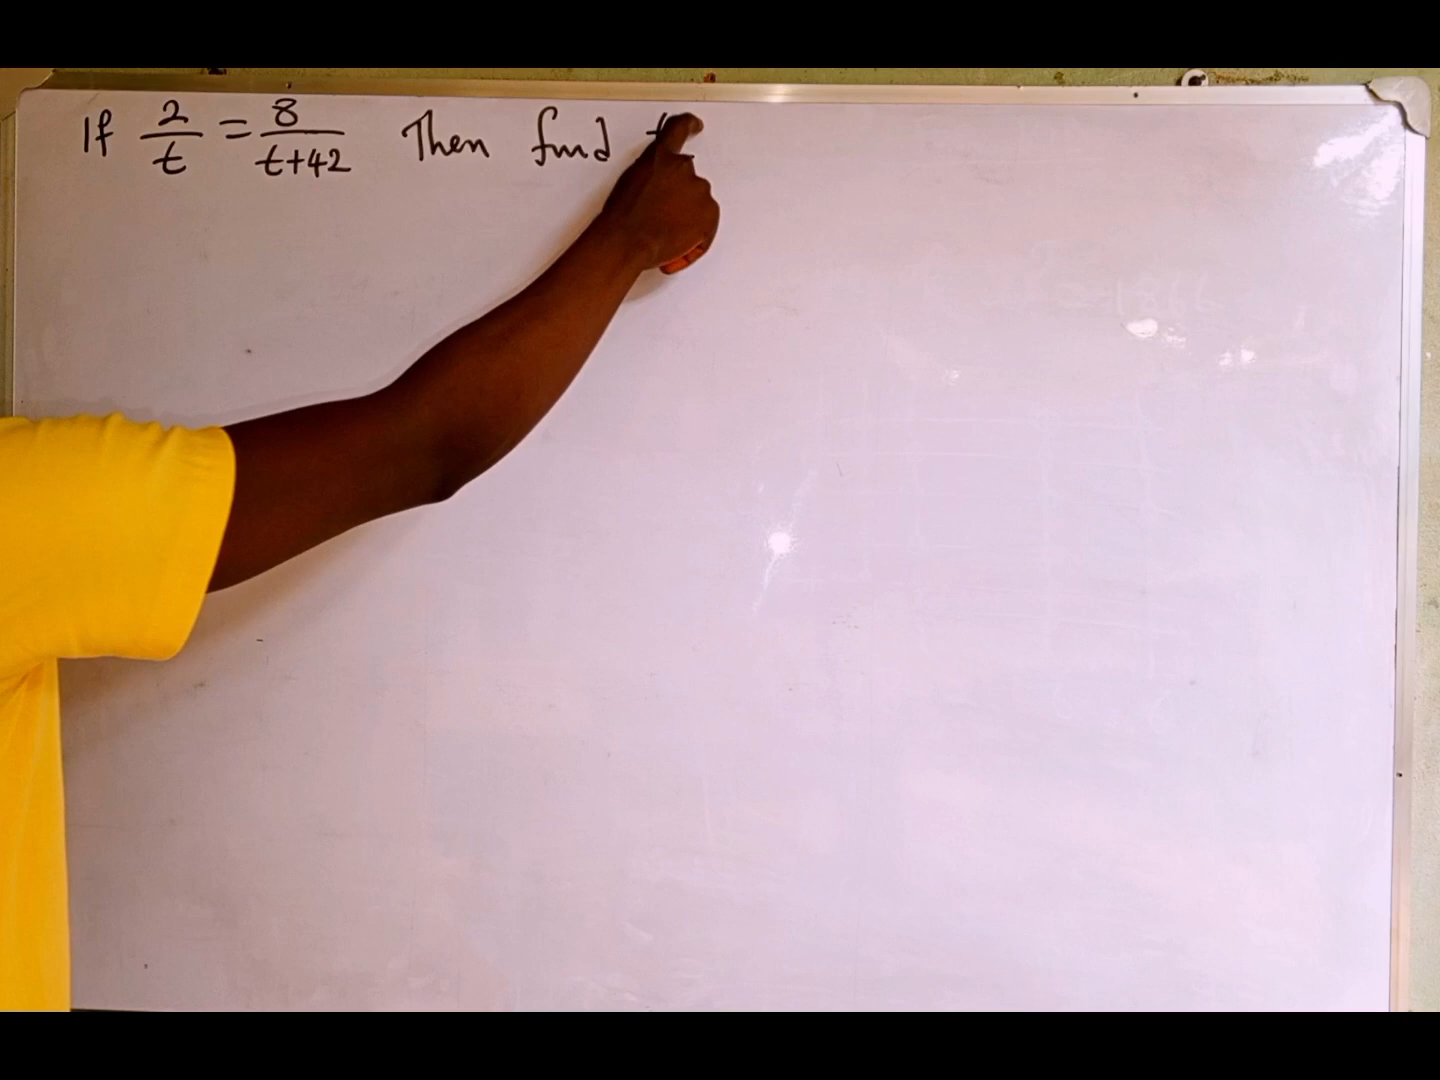 If 2/t = 8/(t+42) Then find t